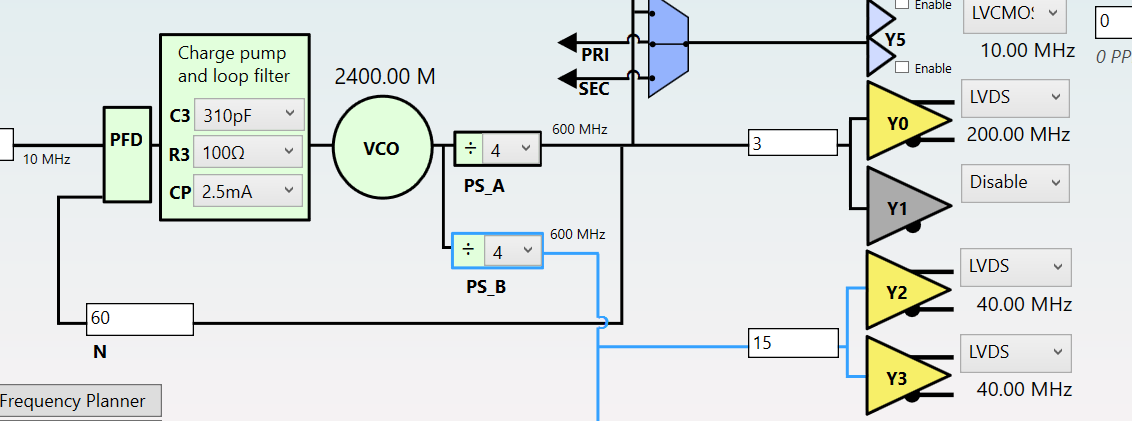 Enable
LVCMO
0
Y5
10.00 MHz
0 PP
Enable
PRI
SEC
Charge pump
and loop filter
C3 310pF
R3 100Ω
CP 2.5mA
PFD
10 MHz
2400.00 M
VCO
÷ 4
600 MHz
PS_A
÷ 4
600 MHz
PS_B
60
N
3
Y0
LVDS
200.00 MHz
Y1
Disable
15
Y2
LVDS
40.00 MHz
Y3
LVDS
40.00 MHz
Frequency Planner